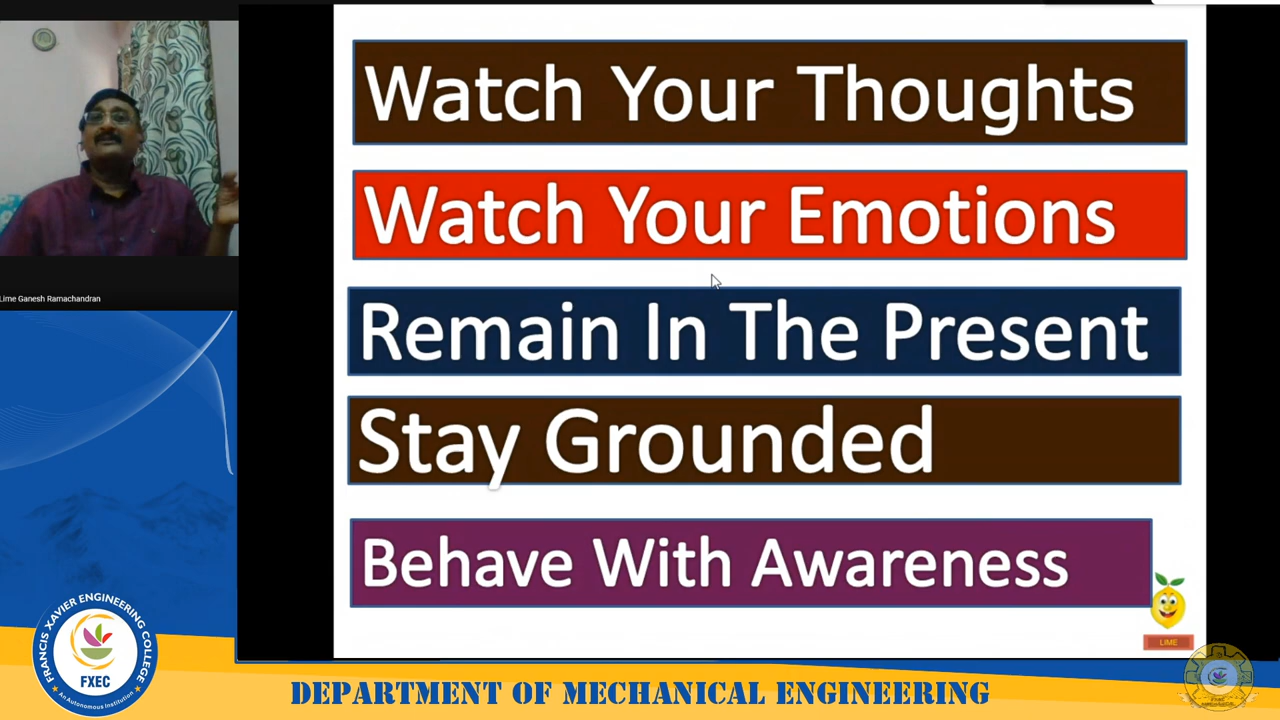 Watch Your Thoughts
Watch Your Emotions
Remain In The Present
Stay Grounded
Behave With Awareness
LIME
Lime Ganesh Ramachandran
FRANCIS XAVIER ENGINEERING COLLEGE
FXEC
An Autonomous Institution
DEPARTMENT OF MECHANICAL ENGINEERING